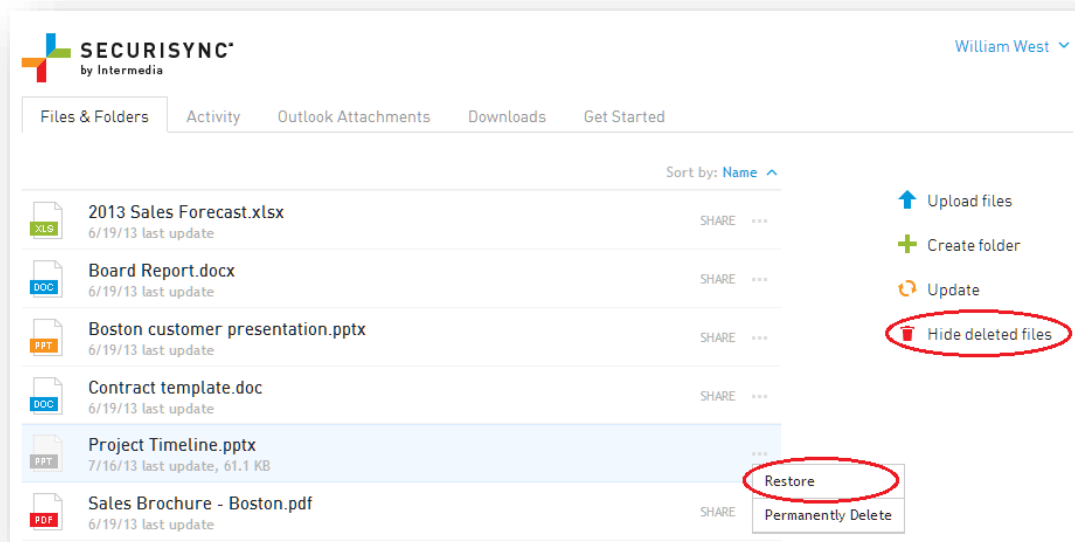 SECURISYNC
by Intermedia
William West
Files & Folders Activity Outlook Attachments Downloads Get Started
Sort by: Name
XLS 2013 Sales Forecast.xlsx SHARE
6/19/13 last update
DOC Board Report.docx SHARE
6/19/13 last update
PPT Boston customer presentation.pptx SHARE
6/19/13 last update
DOC Contract template.doc SHARE
6/19/13 last update
PPT Project Timeline.pptx
7/16/13 last update, 61.1 KB
PDF Sales Brochure - Boston.pdf SHARE
6/19/13 last update
Restore
Permanently Delete
Upload files
Create folder
Update
Hide deleted files